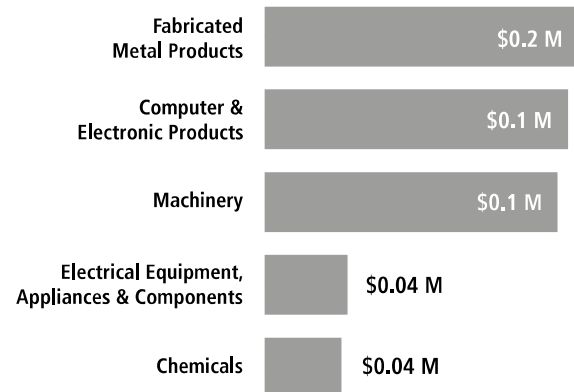 Fabricated
Metal Products
$0.2 M
Computer &
Electronic Products
$0.1 M
Machinery
$0.1 M
Electrical Equipment,
Appliances & Components
$0.04 M
Chemicals
$0.04 M